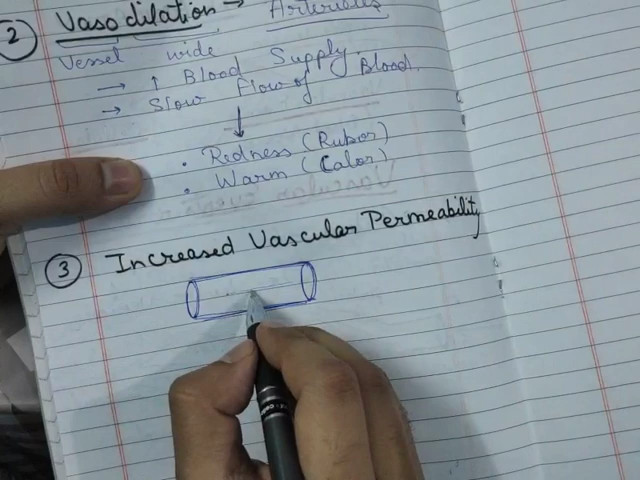 ② Vasodilation → Arterioles
Vessel wide
→ ↑ Blood Supply.
→ Slow Flow of Blood.
↓
• Redness (Rubor)
• Warm (Calor)
③ Increased Vascular Permeability